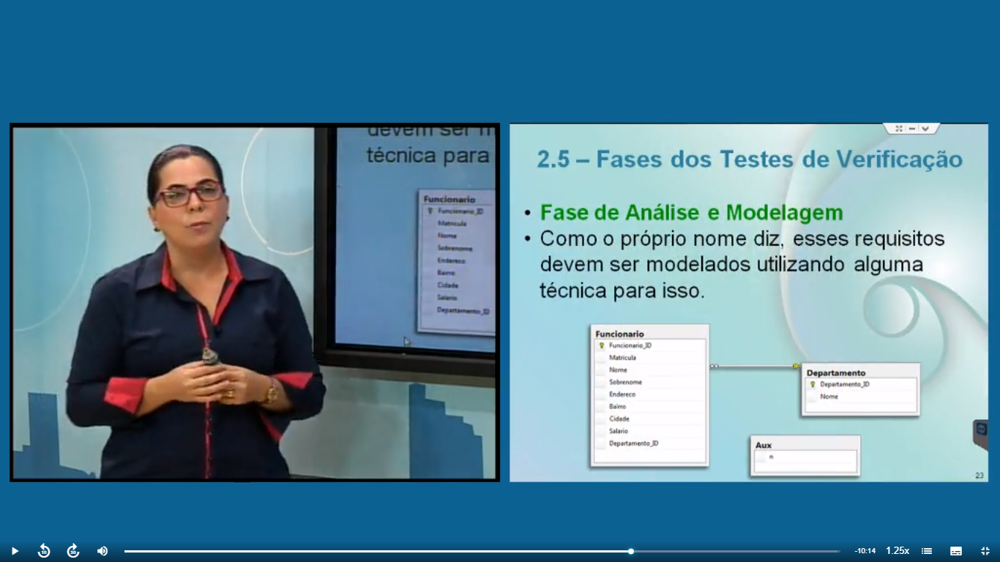 devem ser m
técnica para
Funcionario
Funcionario_ID
Matricula
Nome
Sobrenome
Endereco
Bairro
Cidade
Salario
Departamento_ID
2.5 – Fases dos Testes de Verificação
• Fase de Análise e Modelagem
• Como o próprio nome diz, esses requisitos
devem ser modelados utilizando alguma
técnica para isso.
Funcionario
Funcionario_ID
Matricula
Nome
Sobrenome
Endereco
Bairro
Cidade
Salario
Departamento_ID
Departamento
Departamento_ID
Nome
Aux
n
23
10
30
-10:14
1.25x